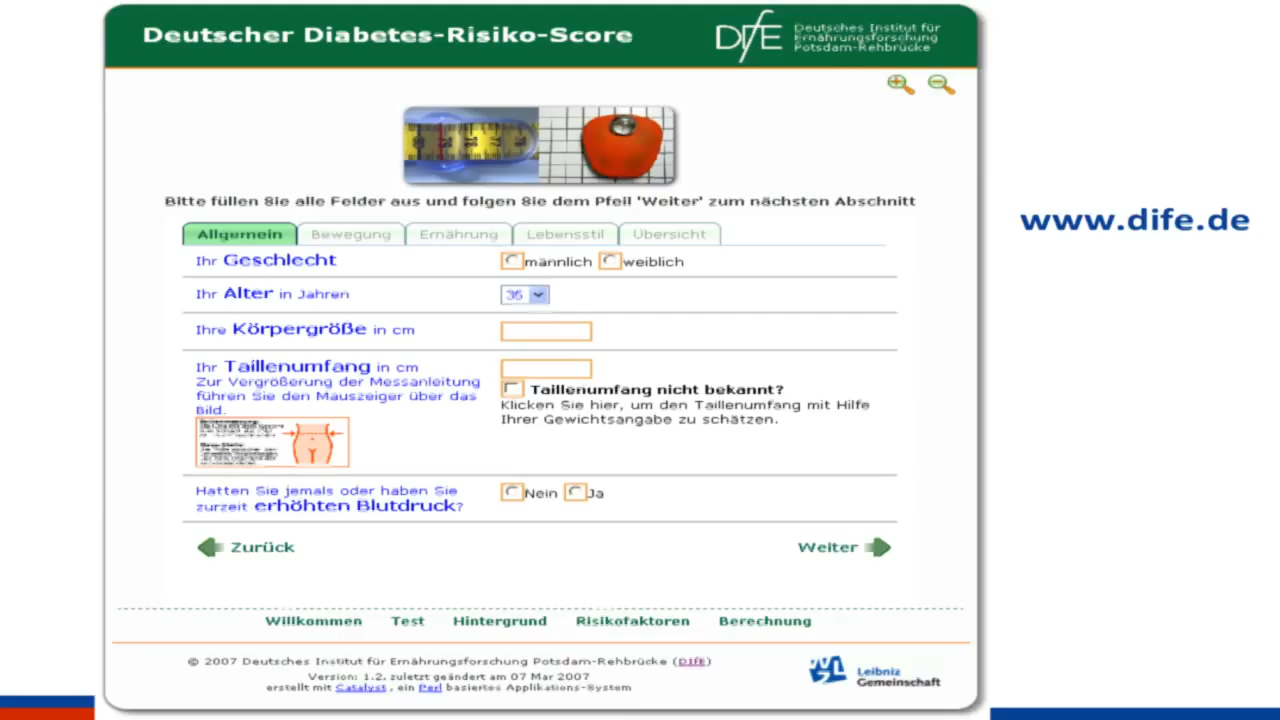 Deutscher Diabetes-Risiko-Score
DIfE
Deutsches Institut für
Ernährungsforschung
Potsdam-Rehbrücke
Bitte füllen Sie alle Felder aus und folgen Sie dem Pfeil 'Weiter' zum nächsten Abschnitt
www.dife.de
Allgemein Bewegung Ernährung Lebensstil Übersicht
Ihr Geschlecht männlich weiblich
Ihr Alter in Jahren 35
Ihre Körpergröße in cm
Ihr Taillenumfang in cm
Zur Vergrößerung der Messanleitung
führen Sie den Mauszeiger über das
Bild.
Taillenumfang nicht bekannt?
Klicken Sie hier, um den Taillenumfang mit Hilfe
Ihrer Gewichtsangabe zu schätzen.
Hatten Sie jemals oder haben Sie
zurzeit erhöhten Blutdruck?
Nein Ja
Zurück Weiter
Willkommen Test Hintergrund Risikofaktoren Berechnung
© 2007 Deutsches Institut für Ernährungsforschung Potsdam-Rehbrücke (DIfE)
Version: 1.2, zuletzt geändert am 07 Mar 2007
erstellt mit Catalyst, ein Perl basiertes Applikations-System
Leibniz
Gemeinschaft